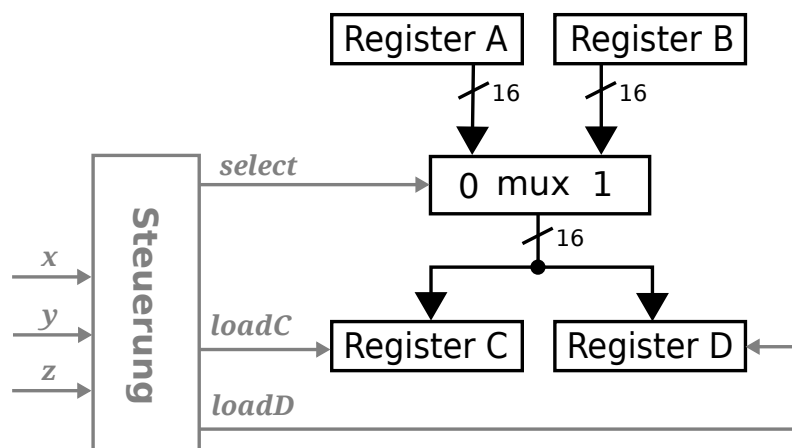 Register A
Register B
16
16
select
0 mux 1
Steuerung
16
x
y
z
loadC
Register C
Register D
loadD